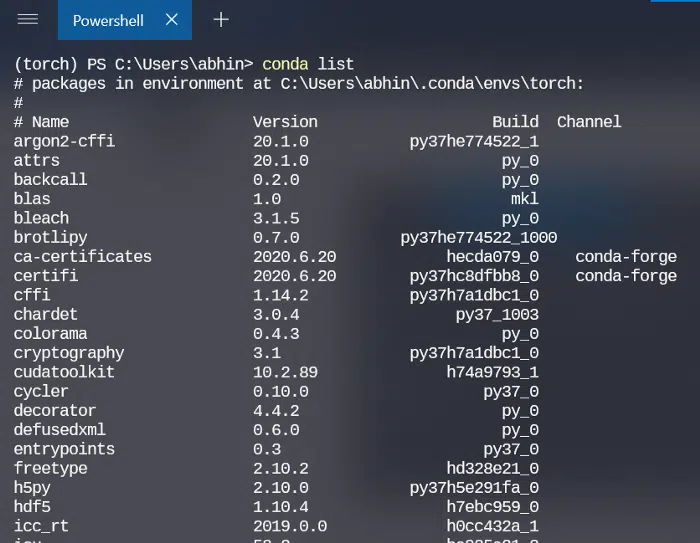 Powershell
(torch) PS C:\Users\abhin> conda list
# packages in environment at C:\Users\abhin\.conda\envs\torch:
#
# Name Version Build Channel
argon2-cffi 20.1.0 py37he774522_1
attrs 20.1.0 py_0
backcall 0.2.0 py_0
blas 1.0 mkl
bleach 3.1.5 py_0
brotlipy 0.7.0 py37he774522_1000
ca-certificates 2020.6.20 hecda079_0 conda-forge
certifi 2020.6.20 py37hc8dfbb8_0 conda-forge
cffi 1.14.2 py37h7a1dbc1_0
chardet 3.0.4 py37_1003
colorama 0.4.3 py_0
cryptography 3.1 py37h7a1dbc1_0
cudatoolkit 10.2.89 h74a9793_1
cycler 0.10.0 py37_0
decorator 4.4.2 py_0
defusedxml 0.6.0 py_0
entrypoints 0.3 py37_0
freetype 2.10.2 hd328e21_0
h5py 2.10.0 py37h5e291fa_0
hdf5 1.10.4 h7ebc959_0
icc_rt 2019.0.0 h0cc432a_1